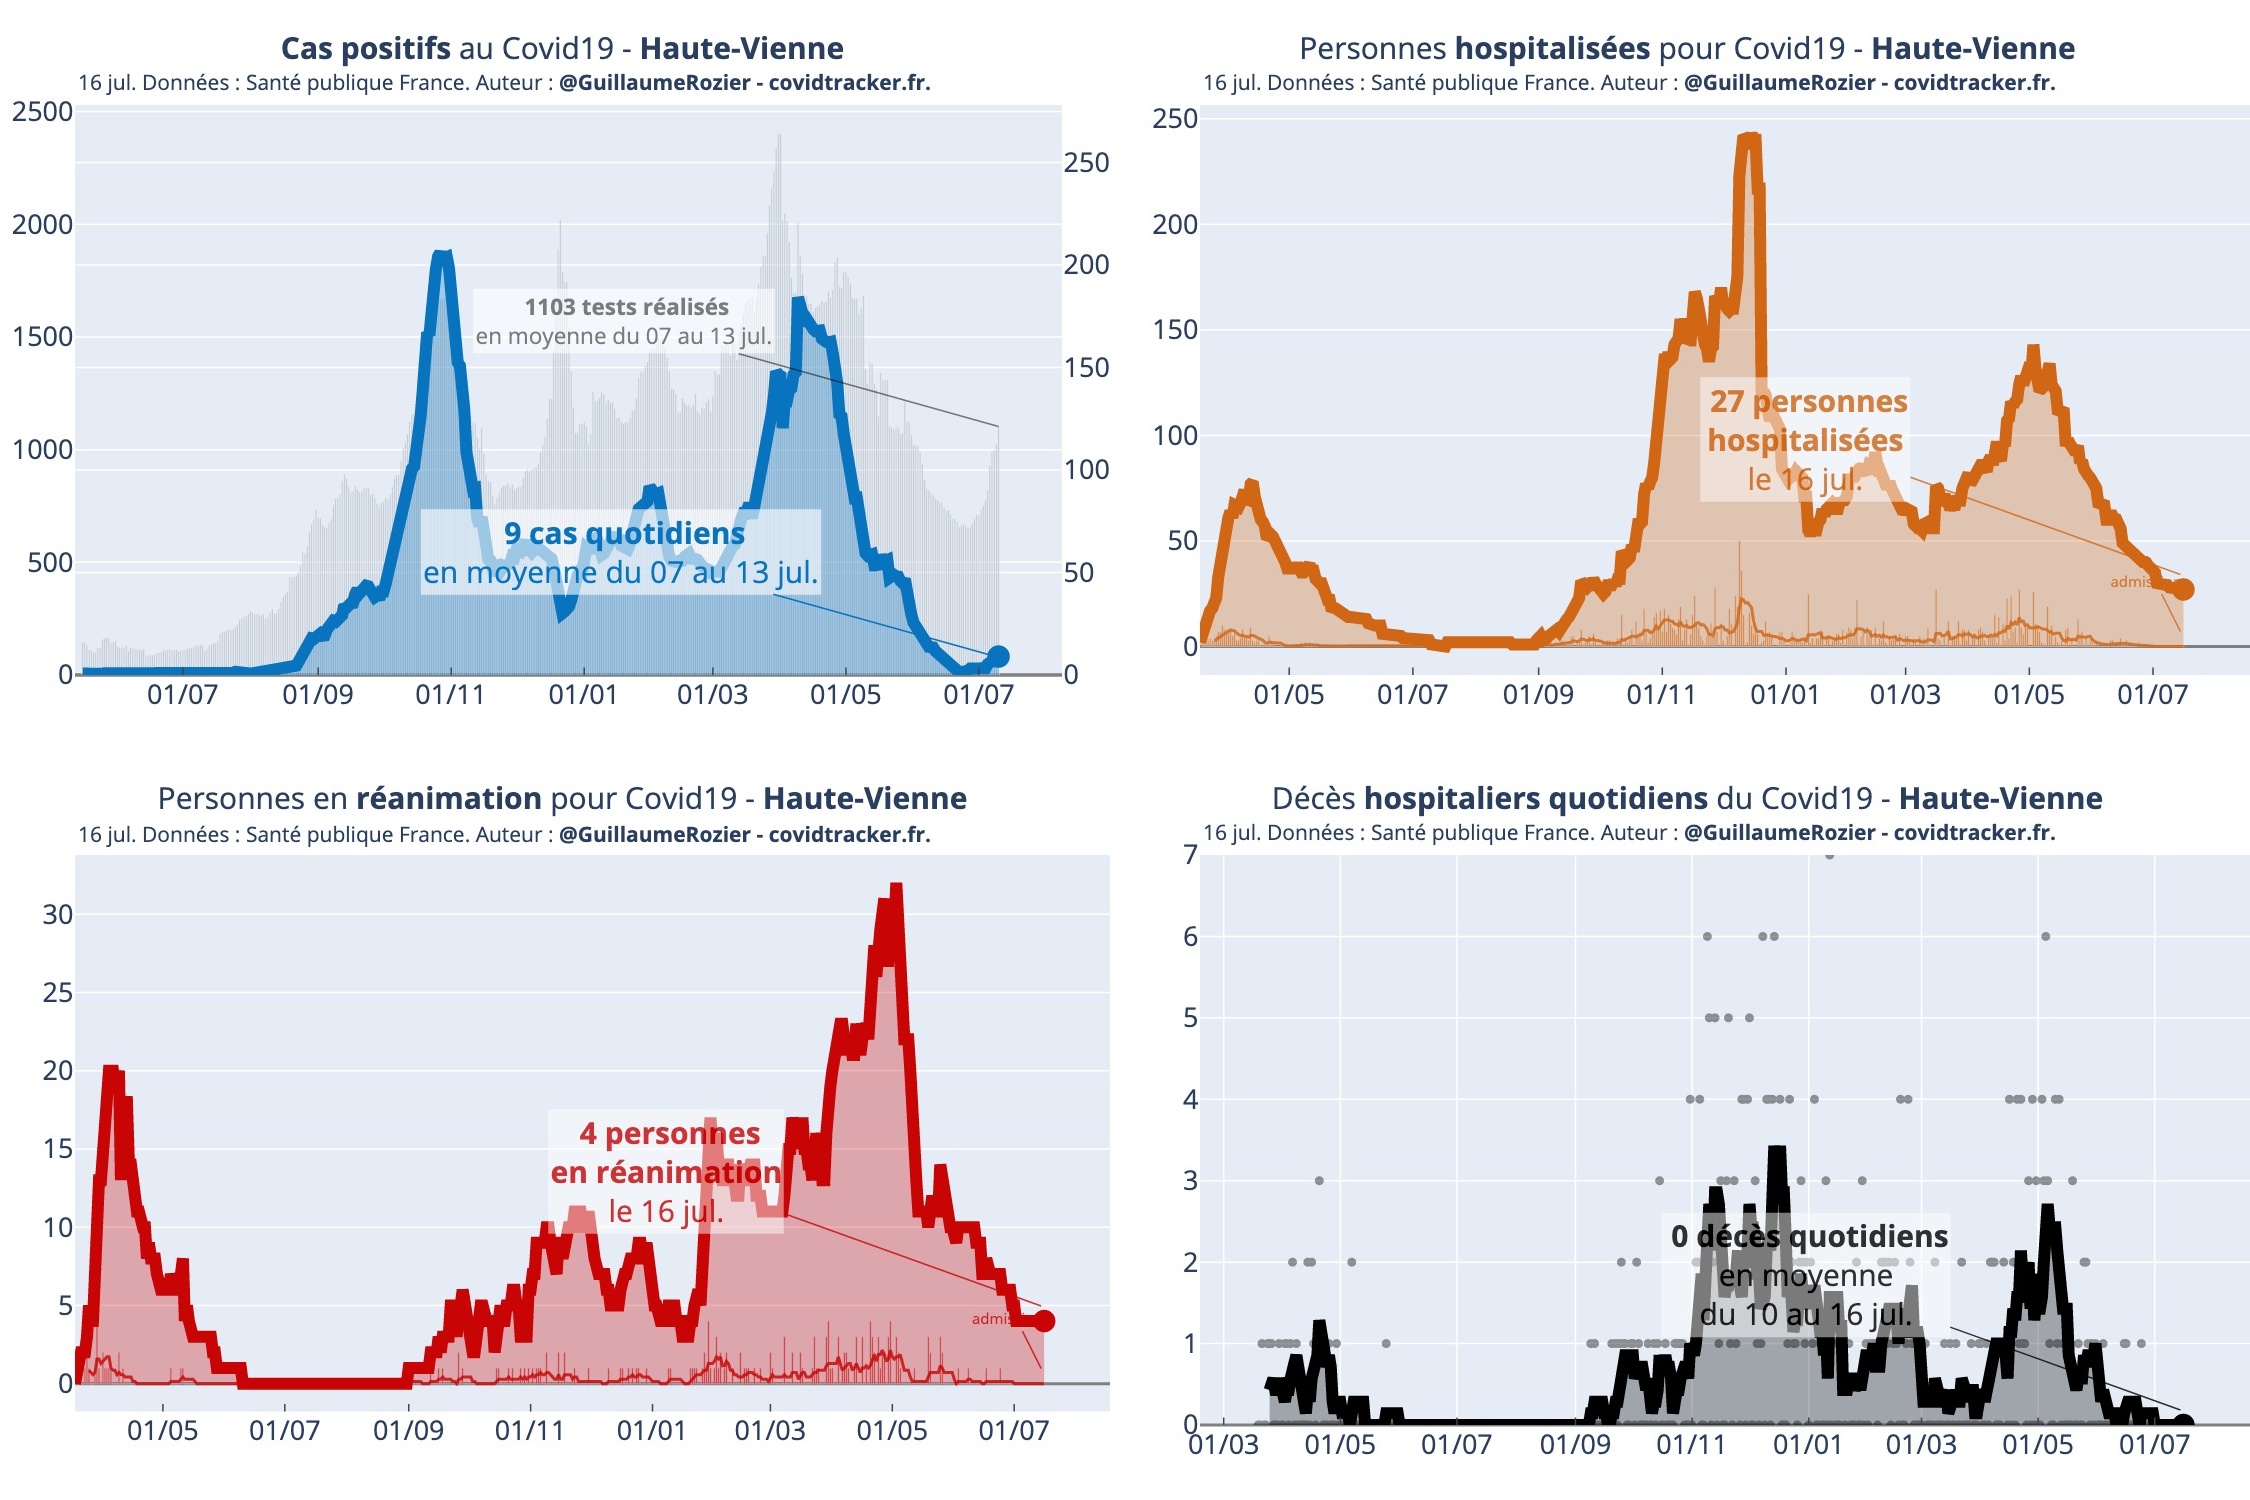 Cas positifs au Covid19 - Haute-Vienne
16 jul. Données : Santé publique France. Auteur : @GuillaumeRozier - covidtracker.fr.
2500
2000
1500
1000
500
0
250
200
150
100
50
0
1103 tests réalisés
en moyenne du 07 au 13 jul.
9 cas quotidiens
en moyenne du 07 au 13 jul.
01/07 01/09 01/11 01/01 01/03 01/05 01/07
Personnes hospitalisées pour Covid19 - Haute-Vienne
16 jul. Données : Santé publique France. Auteur : @GuillaumeRozier - covidtracker.fr.
250
200
150
100
50
0
27 personnes
hospitalisées
le 16 jul.
01/05 01/07 01/09 01/11 01/01 01/03 01/05 01/07
Personnes en réanimation pour Covid19 - Haute-Vienne
16 jul. Données : Santé publique France. Auteur : @GuillaumeRozier - covidtracker.fr.
30
25
20
15
10
5
0
4 personnes
en réanimation
le 16 jul.
01/05 01/07 01/09 01/11 01/01 01/03 01/05 01/07
Décès hospitaliers quotidiens du Covid19 - Haute-Vienne
16 jul. Données : Santé publique France. Auteur : @GuillaumeRozier - covidtracker.fr.
7
6
5
4
3
2
1
0
0 décès quotidiens
en moyenne
du 10 au 16 jul.
01/03 01/05 01/07 01/09 01/11 01/01 01/03 01/05 01/07